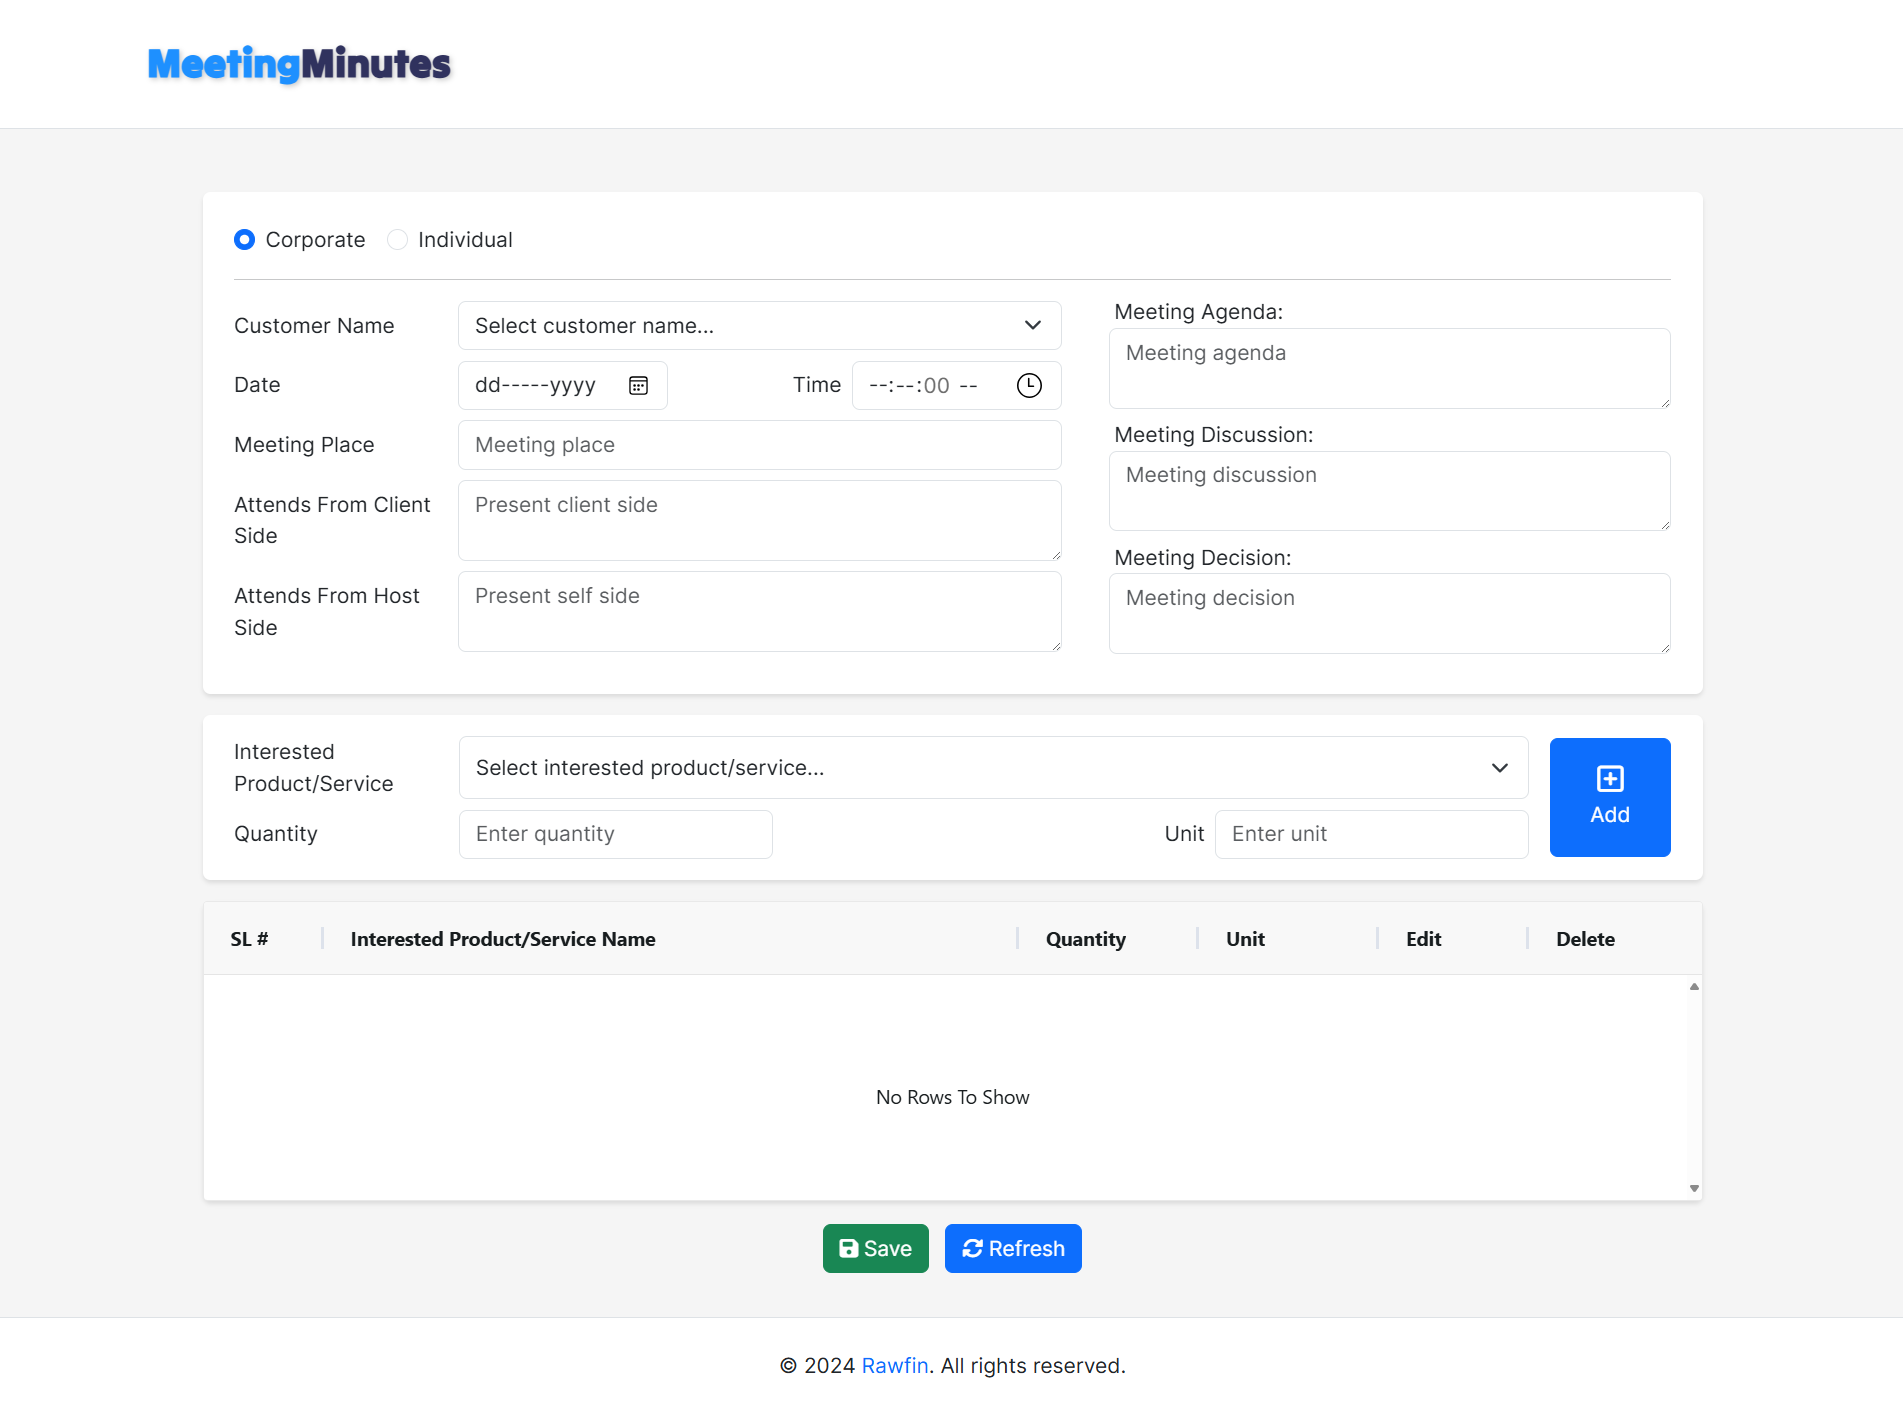 MeetingMinutes
Corporate Individual
Customer Name Select customer name...
Date dd-----yyyy Time --:--:00 --
Meeting Place Meeting place
Attends From Client
Side
Present client side
Attends From Host
Side
Present self side
Meeting Agenda:
Meeting agenda
Meeting Discussion:
Meeting discussion
Meeting Decision:
Meeting decision
Interested
Product/Service
Select interested product/service...
Quantity Enter quantity Unit Enter unit
Add
SL # Interested Product/Service Name Quantity Unit Edit Delete
No Rows To Show
Save Refresh
© 2024 Rawfin. All rights reserved.